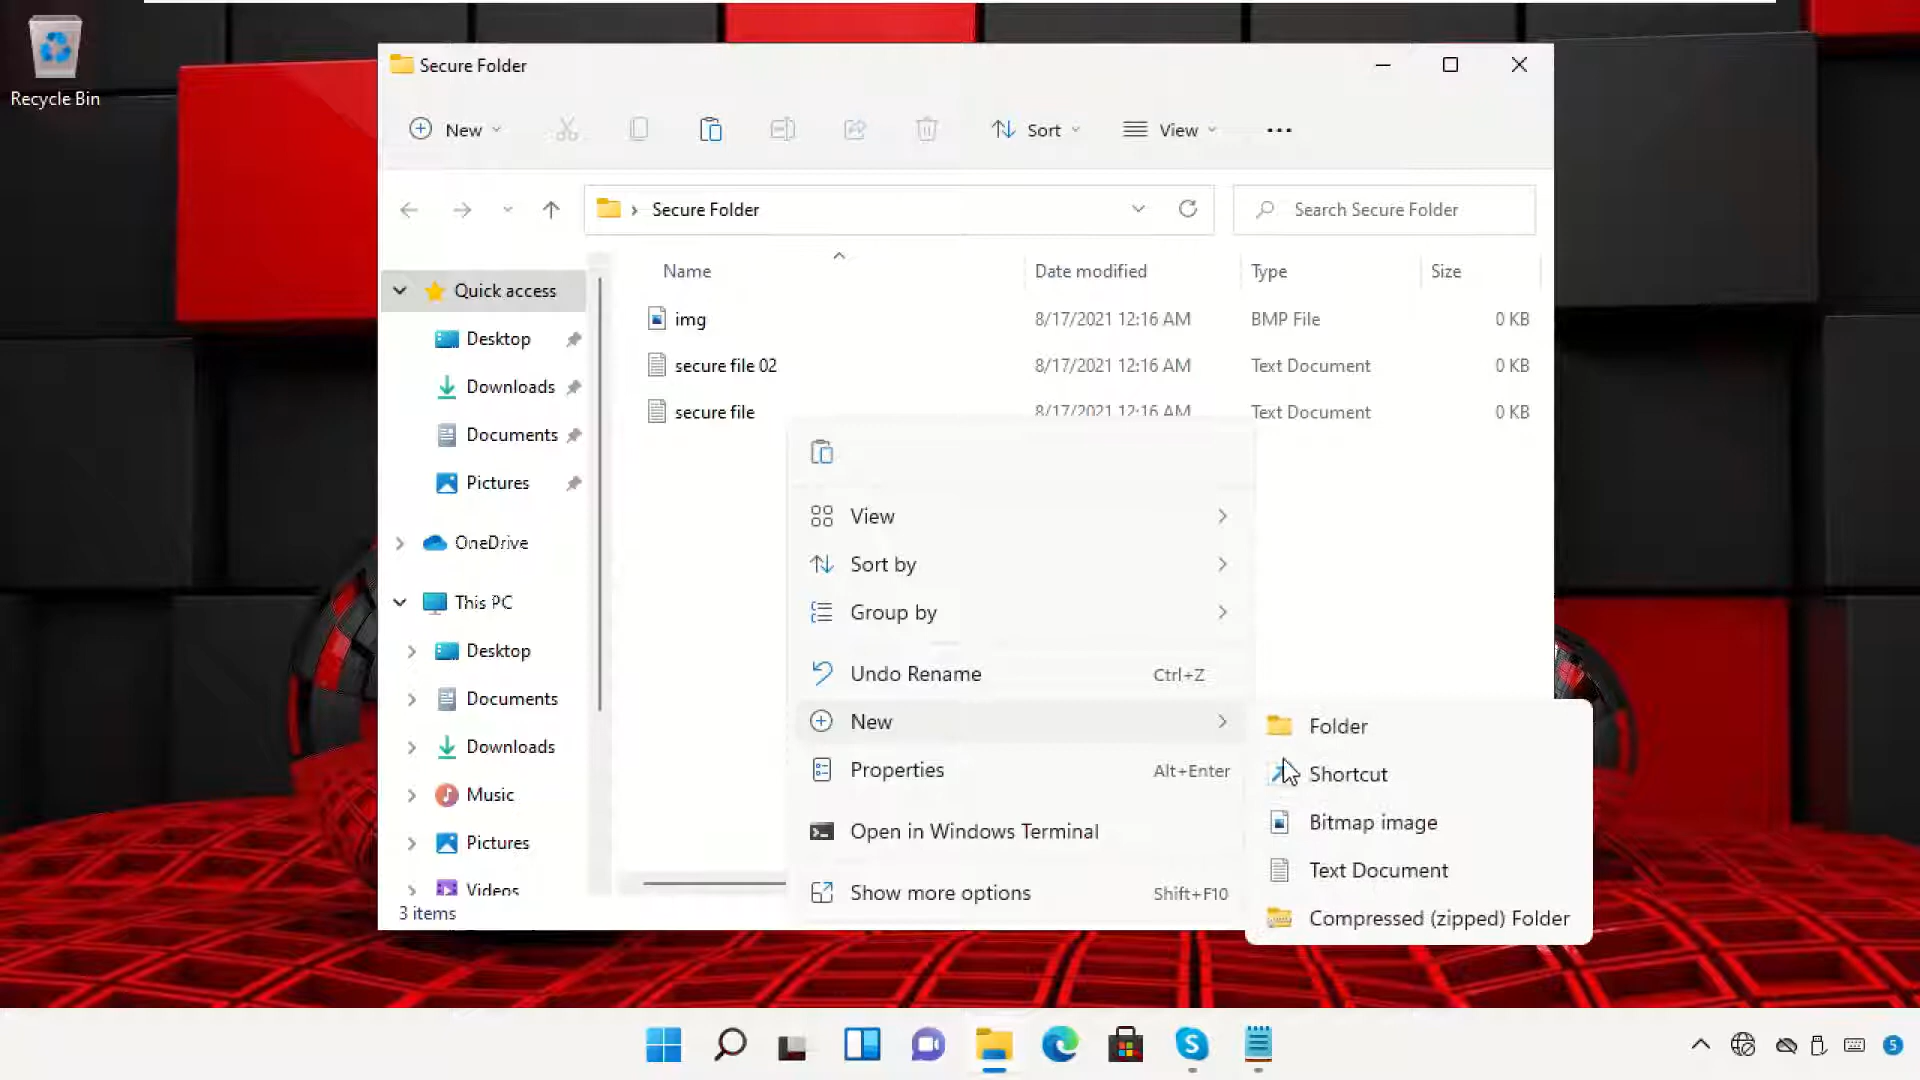 Recycle Bin
Secure Folder
New
Sort
View
Secure Folder
Search Secure Folder
Name
Date modified
Type
Size
Quick access
Desktop
Downloads
Documents
Pictures
OneDrive
This PC
Desktop
Documents
Downloads
Music
Pictures
Videos
img
8/17/2021 12:16 AM
BMP File
0 KB
secure file 02
8/17/2021 12:16 AM
Text Document
0 KB
secure file
8/17/2021 12:16 AM
Text Document
0 KB
View
Sort by
Group by
Undo Rename
Ctrl+Z
New
Properties
Alt+Enter
Open in Windows Terminal
Show more options
Shift+F10
Folder
Shortcut
Bitmap image
Text Document
Compressed (zipped) Folder
3 items
5